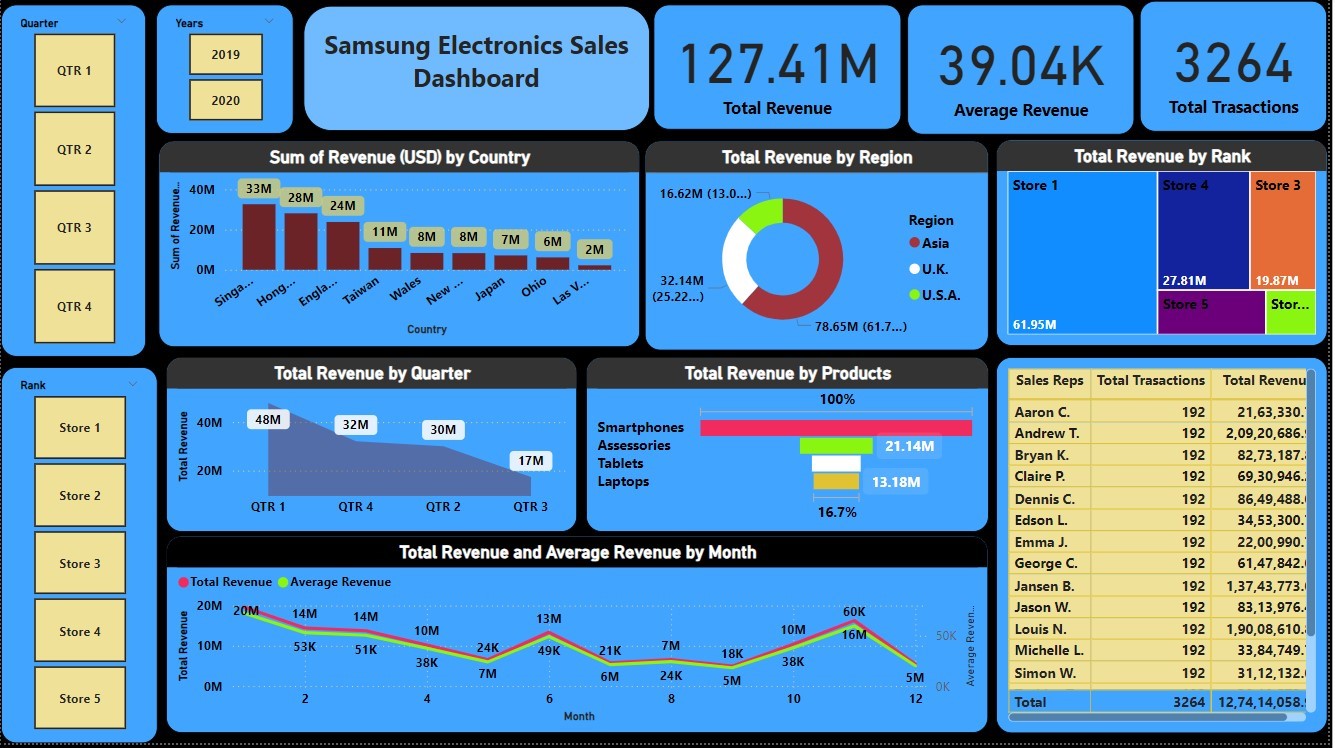 Quarter
QTR 1
QTR 2
QTR 3
QTR 4
Years
2019
2020
Samsung Electronics Sales
Dashboard
127.41M
Total Revenue
39.04K
Average Revenue
3264
Total Trasactions
Sum of Revenue (USD) by Country
Sum of Revenue...
40M
20M
0M
33M
28M
24M
11M
8M
8M
7M
6M
2M
Singa...
Hong...
Engla...
Taiwan
Wales
New ...
Japan
Ohio
Las V...
Country
Total Revenue by Region
16.62M (13.0...)
32.14M
(25.22...)
78.65M (61.7...)
Region
Asia
U.K.
U.S.A.
Total Revenue by Rank
Store 1
61.95M
Store 4
27.81M
Store 3
19.87M
Store 5
Stor...
Rank
Store 1
Store 2
Store 3
Store 4
Store 5
Total Revenue by Quarter
Total Revenue
40M
20M
48M
32M
30M
17M
QTR 1
QTR 4
QTR 2
QTR 3
Total Revenue by Products
100%
Smartphones
Assessories
21.14M
Tablets
Laptops
13.18M
16.7%
Total Revenue and Average Revenue by Month
Total Revenue
Average Revenue
Total Revenue
20M
10M
0M
20M
14M
53K
14M
51K
10M
38K
24K
7M
13M
49K
21K
6M
7M
24K
18K
5M
10M
38K
60K
16M
5M
50K
0K
Average Reven...
2
4
6
8
10
12
Month
Sales Reps Total Trasactions Total Revenu
Aaron C. 192 21,63,330.
Andrew T. 192 2,09,20,686.
Bryan K. 192 82,73,187.
Claire P. 192 69,30,946.
Dennis C. 192 86,49,488.
Edson L. 192 34,53,300.
Emma J. 192 22,00,990.
George C. 192 61,47,842.
Jansen B. 192 1,37,43,773.
Jason W. 192 83,13,976.
Louis N. 192 1,90,08,610.
Michelle L. 192 33,84,749.
Simon W. 192 31,12,132.
Total 3264 12,74,14,058.